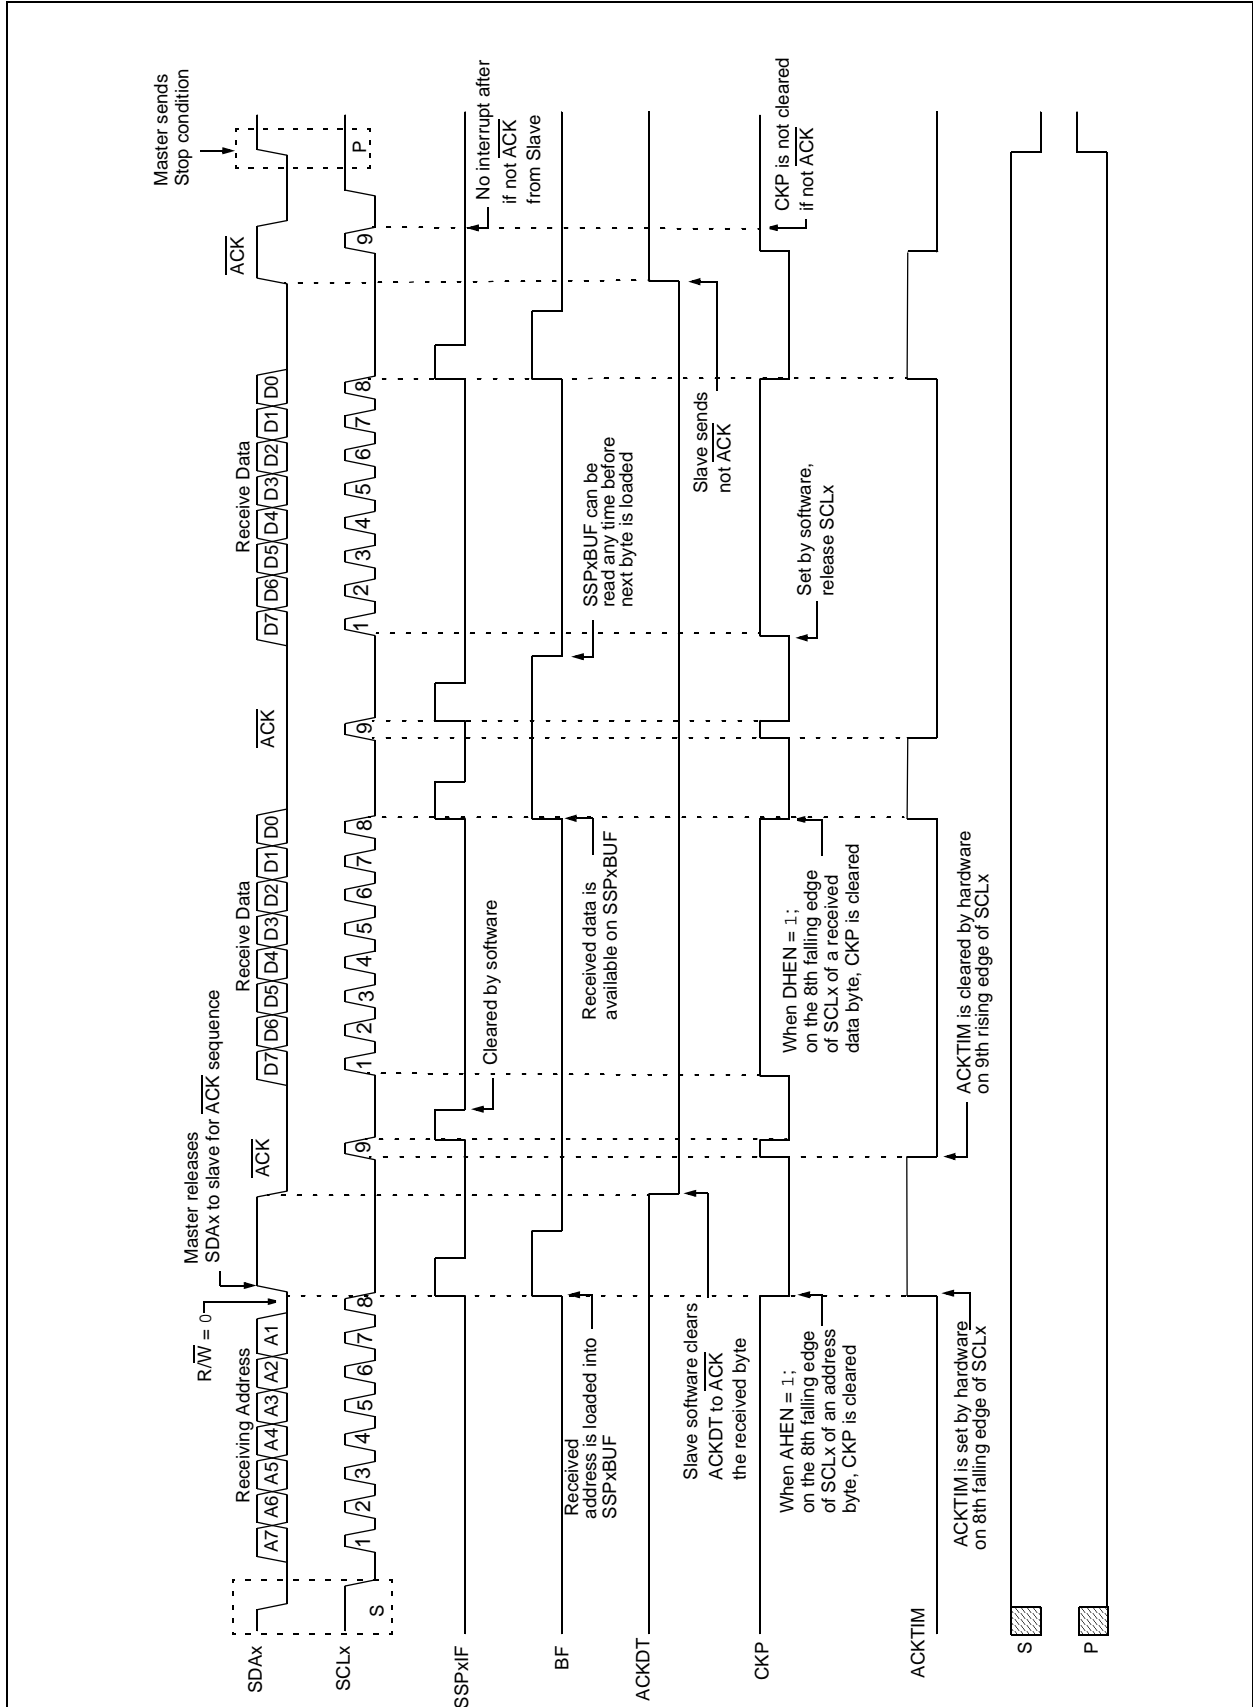 Master sends
Stop condition
Master releases
SDAx to slave for ACK sequence
R/W = 0
Receiving Address
Receive Data
Receive Data
ACK
ACK
ACK
SDAx
A7 A6 A5 A4 A3 A2 A1
D7 D6 D5 D4 D3 D2 D1 D0
D7 D6 D5 D4 D3 D2 D1 D0
SCLx
S
1 2 3 4 5 6 7 8 9
1 2 3 4 5 6 7 8 9
1 2 3 4 5 6 7 8 9
P
SSPxIF
Cleared by software
No interrupt after
if not ACK
from Slave
BF
Received
address is loaded into
SSPxBUF
Received data is
available on SSPxBUF
SSPxBUF can be
read any time before
next byte is loaded
ACKDT
Slave software clears
ACKDT to ACK
the received byte
Slave sends
not ACK
CKP
When AHEN = 1;
on the 8th falling edge
of SCLx of an address
byte, CKP is cleared
When DHEN = 1;
on the 8th falling edge
of SCLx of a received
data byte, CKP is cleared
Set by software,
release SCLx
CKP is not cleared
if not ACK
ACKTIM
ACKTIM is set by hardware
on 8th falling edge of SCLx
ACKTIM is cleared by hardware
on 9th rising edge of SCLx
S
P